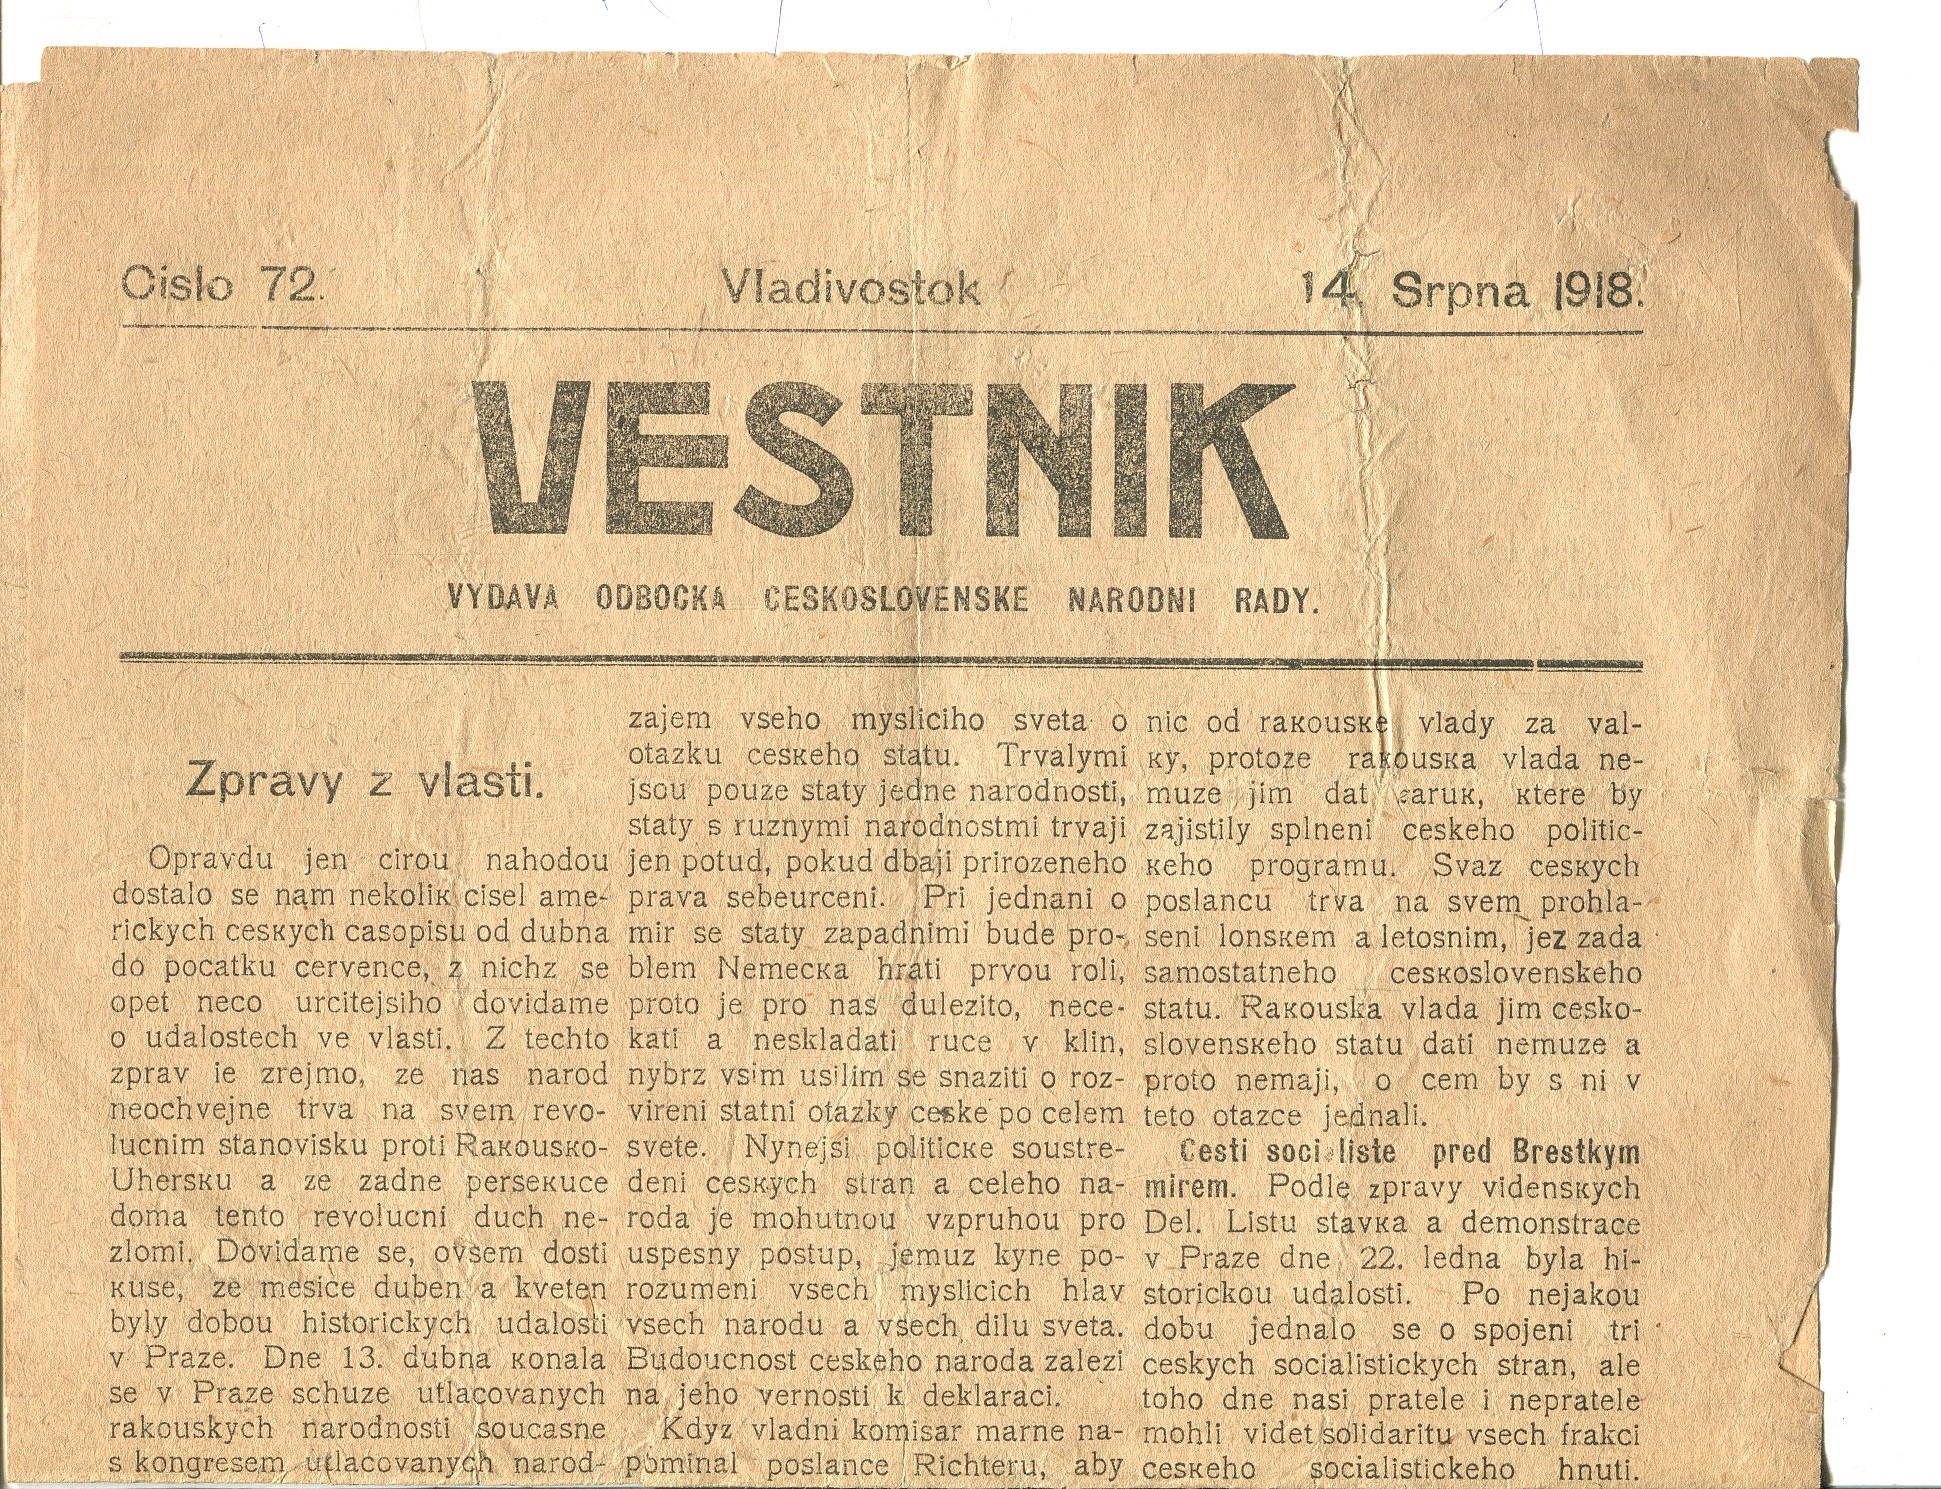 Cislo 72.
Vladivostok
14. Srpna 1918.
VESTNIK
VYDAVA ODBOCKA CESKOSLOVENSKE NARODNI RADY.
Zpravy z vlasti.
Opravdu jen cirou nahodou
dostalo se nam nekolik cisel ame-
rickych ceskych casopisu od dubna
do pocatku cervence, z nichz se
opet neco urcitejsiho dovidame
o udalostech ve vlasti. Z techto
zprav ie zrejmo, ze nas narod
neochvejne trva na svem revo-
lucnim stanovisku proti Rakousko-
Uhersku a ze zadne persekuce
doma tento revolucni duch ne-
zlomi. Dovidame se, ovsem dosti
kuse, ze mesice duben a kveten
byly dobou historickych udalosti
v Praze. Dne 13. dubna konala
se v Praze schuze utlacovanych
rakouskych narodnosti soucasne
s kongresem utlacovanych narod-
zajem vseho mysliciho sveta o
otazku ceskeho statu. Trvalymi
jsou pouze staty jedne narodnosti,
staty s ruznymi narodnostmi trvaji
jen potud, pokud dbaji prirozeneho
prava sebeurceni. Pri jednani o
mir se staty zapadnimi bude pro-
blem Nemecka hrati prvou roli,
proto je pro nas dulezito, nece-
kati a neskladati ruce v klin,
nybrz vsim usilim se snaziti o roz-
vireni statni otazky ceske po celem
svete. Nynejsi politicke soustre-
deni ceskych stran a celeho na-
roda je mohutnou vzpruhou pro
uspesny postup, jemuz kyne po-
rozumeni vsech myslicich hlav
vsech narodu a vsech dilu sveta.
Budoucnost ceskeho naroda zalezi
na jeho vernosti k deklaraci.
Kdyz vladni komisar marne na-
pominal poslance Richteru, aby
nic od rakouske vlady za val-
ky, protoze rakouska vlada ne-
muze jim dat zaruk, ktere by
zajistily splneni ceskeho politic-
keho programu. Svaz ceskych
poslancu trva na svem prohla-
seni lonskem a letosnim, jez zada
samostatneho ceskoslovenskeho
statu. Rakouska vlada jim cesko-
slovenskeho statu dati nemuze a
proto nemaji, o cem by s ni v
teto otazce jednali.
Cesti soci liste pred Brestkym
mirem. Podle zpravy videnskych
Del. Listu stavka a demonstrace
v Praze dne 22. ledna byla hi-
storickou udalosti. Po nejakou
dobu jednalo se o spojeni tri
ceskych socialistickych stran, ale
toho dne nasi pratele i nepratele
mohli videt solidaritu vsech frakci
ceskeho socialistickeho hnuti.